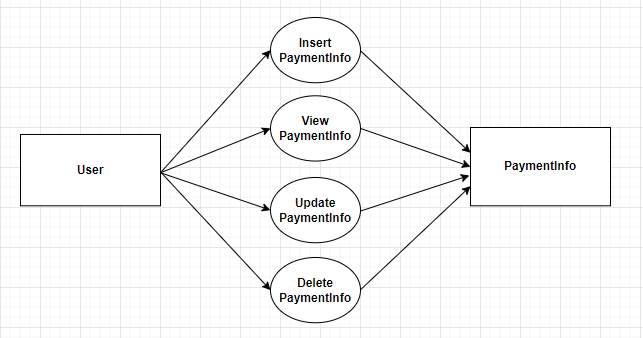 Insert
PaymentInfo
View
PaymentInfo
User
PaymentInfo
Update
PaymentInfo
Delete
PaymentInfo